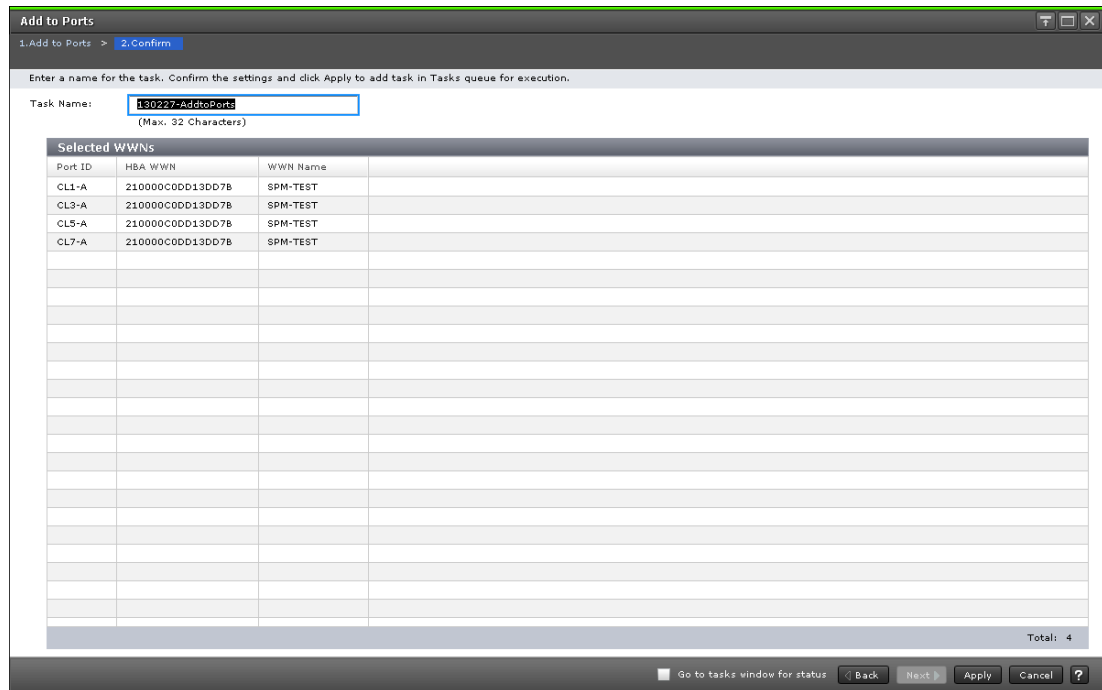 Add to Ports
1.Add to Ports > 2.Confirm
Enter a name for the task. Confirm the settings and click Apply to add task in Tasks queue for execution.
Task Name: 130227-AddtoPorts
(Max. 32 Characters)
Selected WWNs
Port ID HBA WWN WWN Name
CL1-A 210000C0DD13DD7B SPM-TEST
CL3-A 210000C0DD13DD7B SPM-TEST
CL5-A 210000C0DD13DD7B SPM-TEST
CL7-A 210000C0DD13DD7B SPM-TEST
Total: 4
Go to tasks window for status Back Next Apply Cancel ?